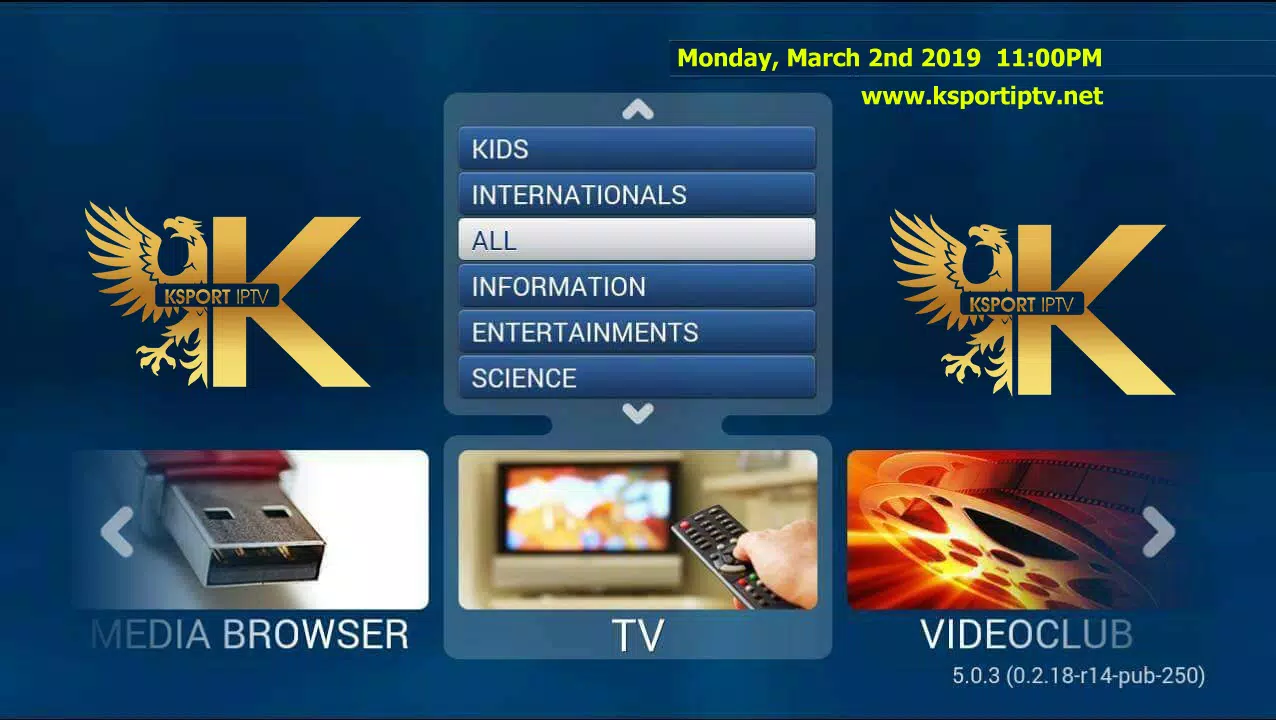 Monday, March 2nd 2019 11:00PM
www.ksportiptv.net
KIDS
INTERNATIONALS
ALL
INFORMATION
ENTERTAINMENTS
SCIENCE
K
KSPORT IPTV
K
KSPORT IPTV
MEDIA BROWSER
TV
VIDEOCLUB
5.0.3 (0.2.18-r14-pub-250)